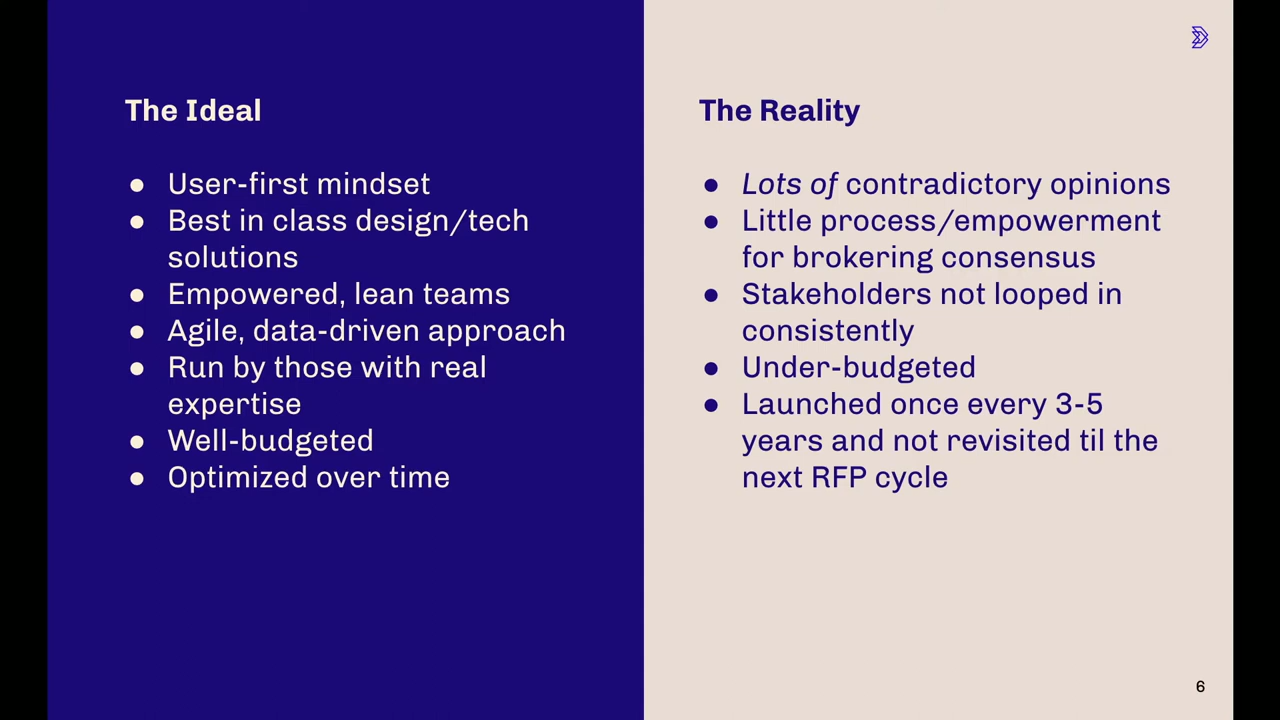 The Ideal
● User-first mindset
● Best in class design/tech
solutions
● Empowered, lean teams
● Agile, data-driven approach
● Run by those with real
expertise
● Well-budgeted
● Optimized over time
The Reality
● Lots of contradictory opinions
● Little process/empowerment
for brokering consensus
● Stakeholders not looped in
consistently
● Under-budgeted
● Launched once every 3-5
years and not revisited til the
next RFP cycle
6